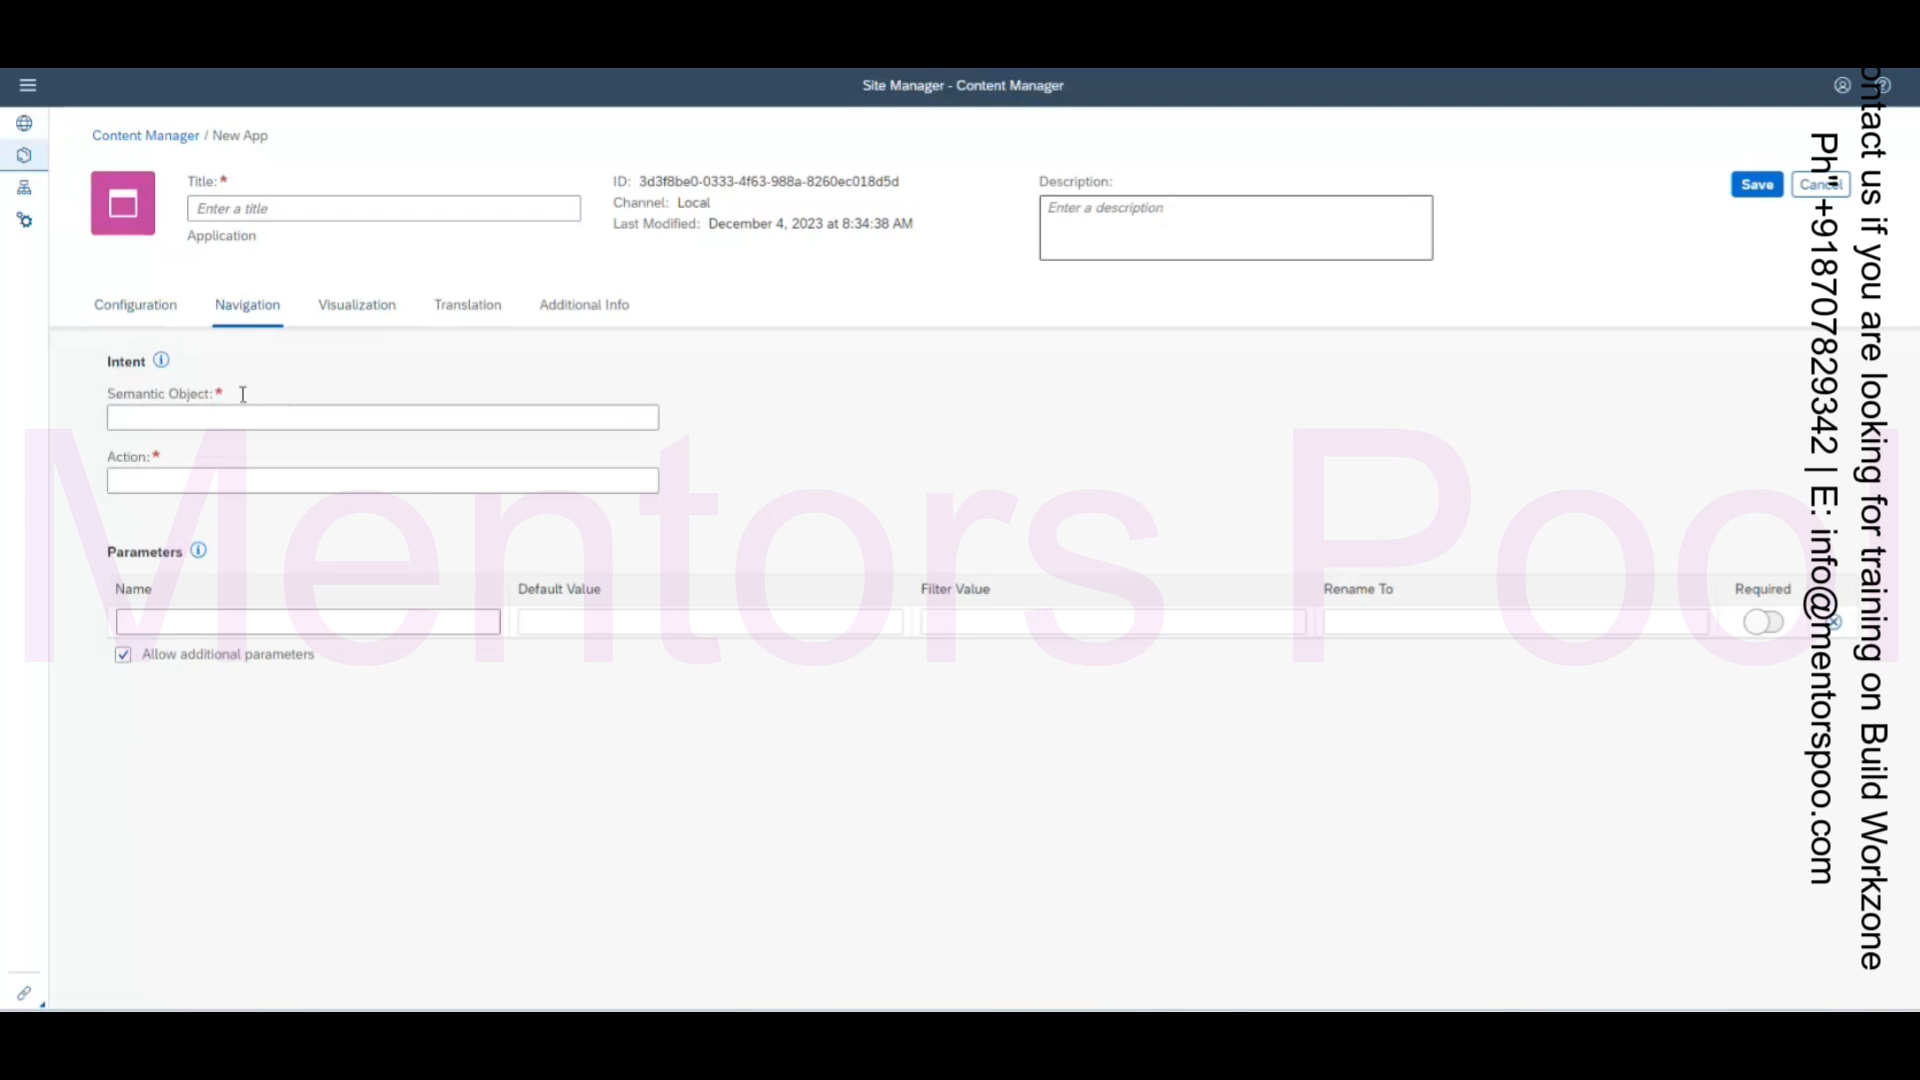 Site Manager - Content Manager
Content Manager / New App
Title: *
Enter a title
Application
ID: 3d3f8be0-0333-4f63-988a-8260ec018d5d
Channel: Local
Last Modified: December 4, 2023 at 8:34:38 AM
Description:
Enter a description
Save
Cancel
Configuration
Navigation
Visualization
Translation
Additional Info
Intent
Semantic Object: *
Action: *
Parameters
Name
Default Value
Filter Value
Rename To
Required
Allow additional parameters
Mentors Pool
ontact us if you are looking for training on Build Workzone
Ph" +918707829342 | E: info@mentorspoo.com